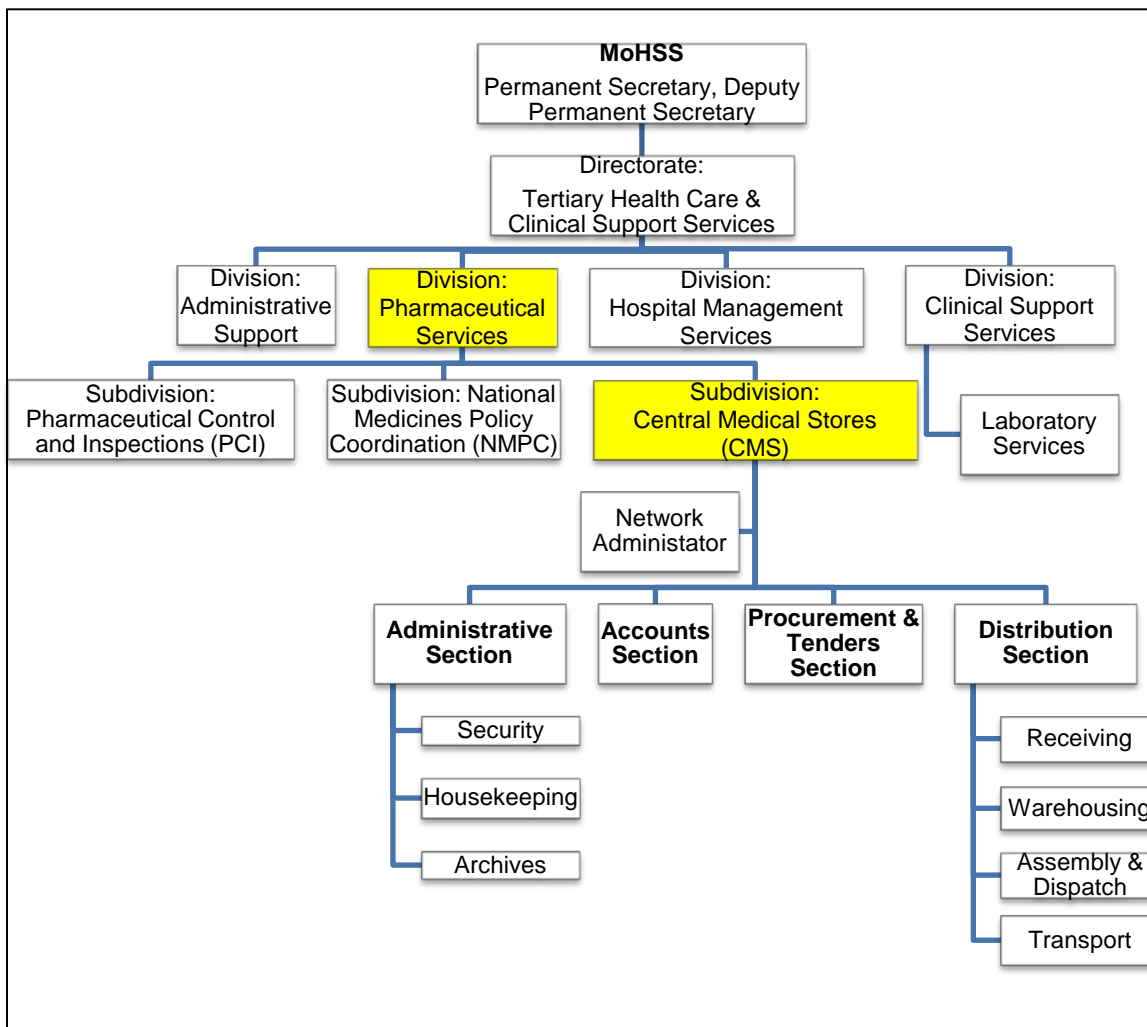 MoHSS
Permanent Secretary, Deputy
Permanent Secretary
Directorate:
Tertiary Health Care &
Clinical Support Services
Division:
Administrative
Support
Division:
Pharmaceutical
Services
Division:
Hospital Management
Services
Division:
Clinical Support
Services
Subdivision:
Pharmaceutical Control
and Inspections (PCI)
Subdivision: National
Medicines Policy
Coordination (NMPC)
Subdivision:
Central Medical Stores
(CMS)
Laboratory
Services
Network
Administator
Administrative
Section
Accounts
Section
Procurement &
Tenders
Section
Distribution
Section
Security
Housekeeping
Archives
Receiving
Warehousing
Assembly &
Dispatch
Transport